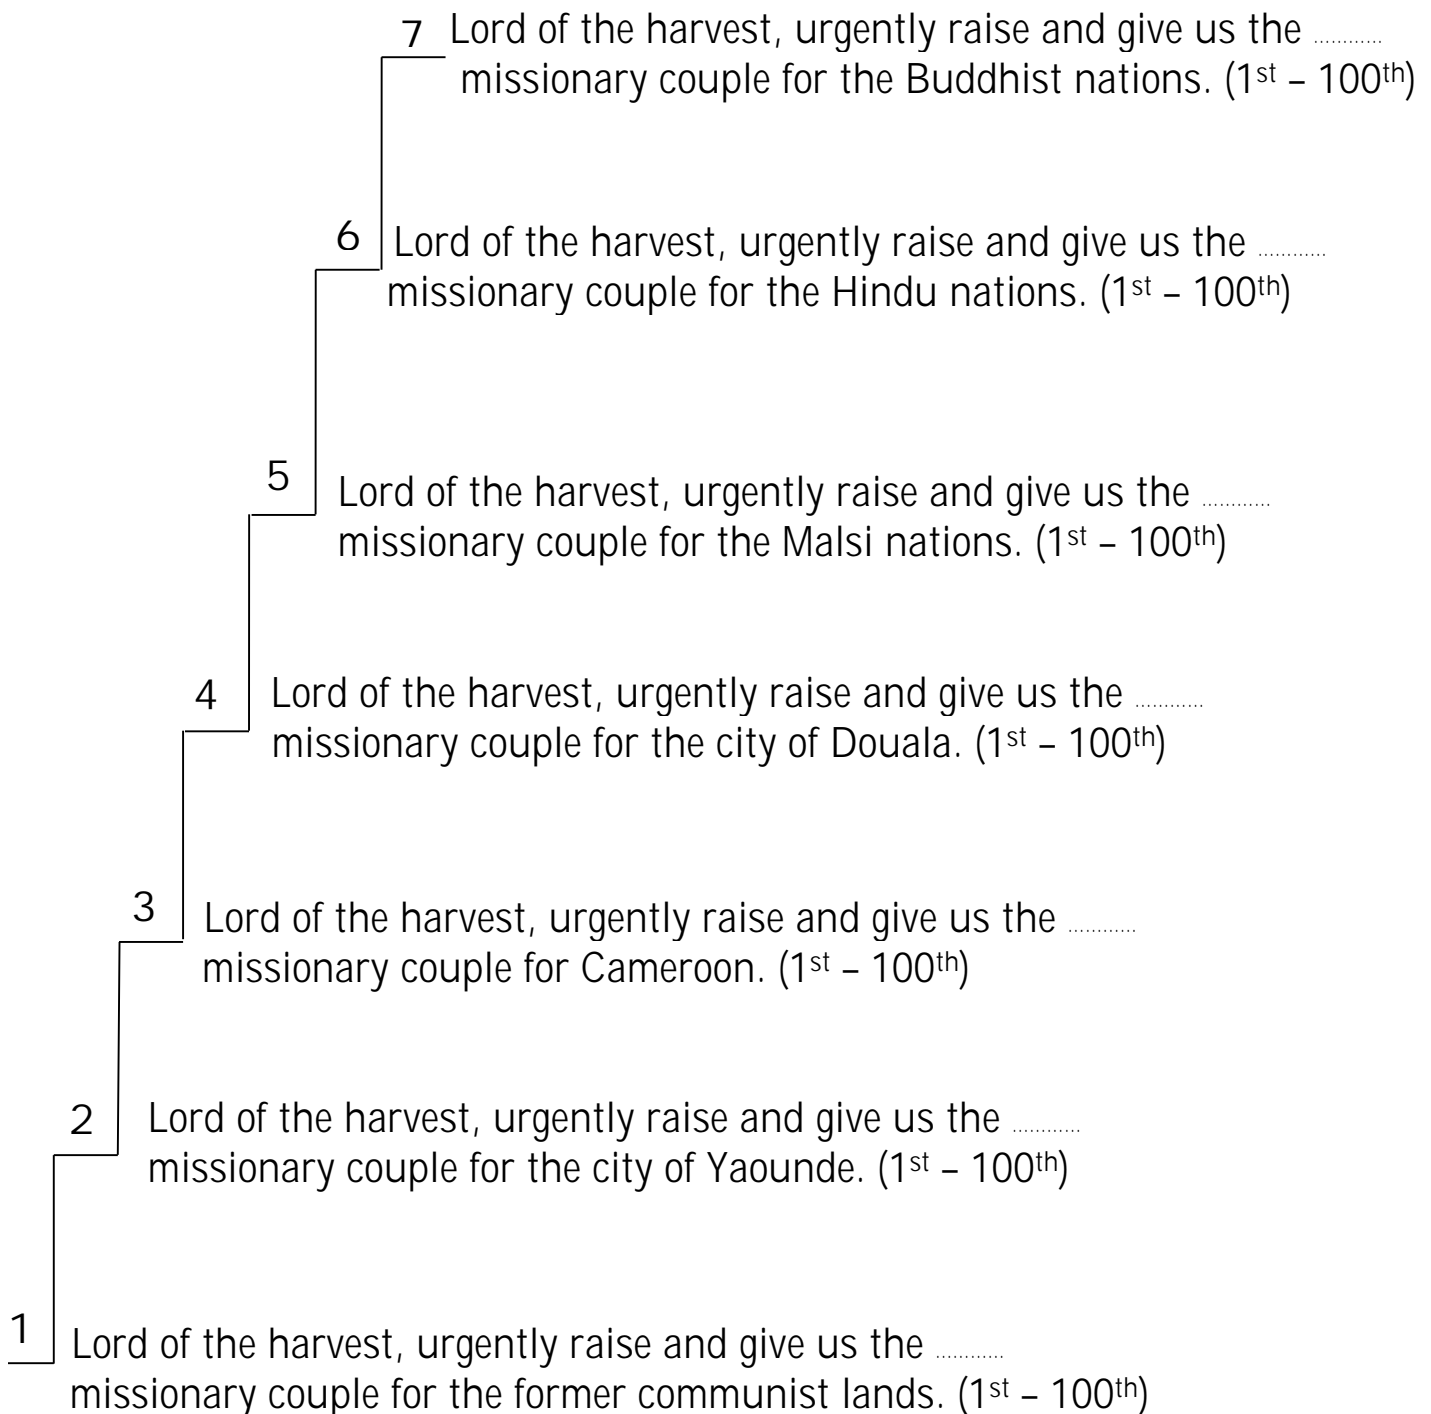 7 Lord of the harvest, urgently raise and give us the ............
missionary couple for the Buddhist nations. (1st – 100th)
6 Lord of the harvest, urgently raise and give us the ............
missionary couple for the Hindu nations. (1st – 100th)
5 Lord of the harvest, urgently raise and give us the ............
missionary couple for the Malsi nations. (1st – 100th)
4 Lord of the harvest, urgently raise and give us the ............
missionary couple for the city of Douala. (1st – 100th)
3 Lord of the harvest, urgently raise and give us the ............
missionary couple for Cameroon. (1st – 100th)
2 Lord of the harvest, urgently raise and give us the ............
missionary couple for the city of Yaounde. (1st – 100th)
1 Lord of the harvest, urgently raise and give us the ............
missionary couple for the former communist lands. (1st – 100th)